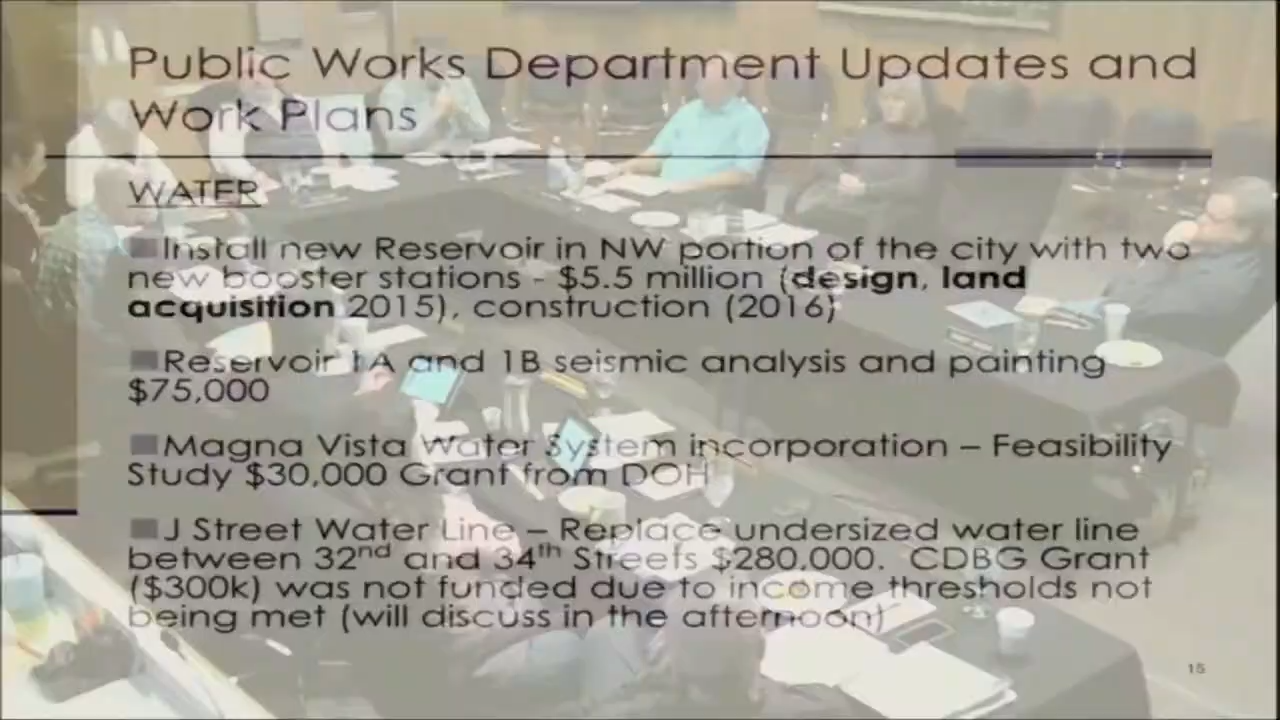 Public Works Department Updates and
Work Plans
WATER
Install new Reservoir in NW portion of the city with two
new booster stations - $5.5 million (design, land
acquisition 2015), construction (2016)
Reservoir 1A and 1B seismic analysis and painting
$75,000
Magna Vista Water System incorporation – Feasibility
Study $30,000 Grant from DOH
J Street Water Line – Replace undersized water line
between 32nd and 34th Streets $280,000. CDBG Grant
($300k) was not funded due to income thresholds not
being met (will discuss in the afternoon)
15